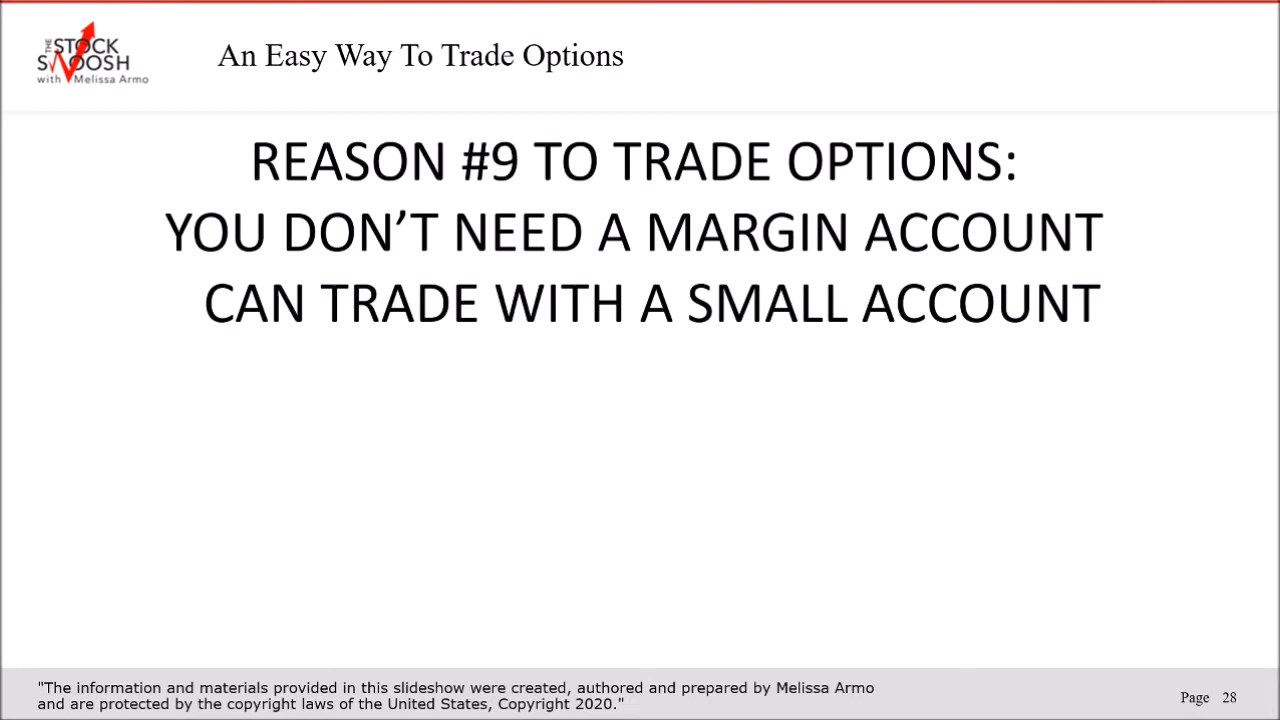 THE
STOCK
SWOOSH
with Melissa Armo
An Easy Way To Trade Options
REASON #9 TO TRADE OPTIONS:
YOU DON’T NEED A MARGIN ACCOUNT
CAN TRADE WITH A SMALL ACCOUNT
"The information and materials provided in this slideshow were created, authored and prepared by Melissa Armo
and are protected by the copyright laws of the United States, Copyright 2020."
Page 28